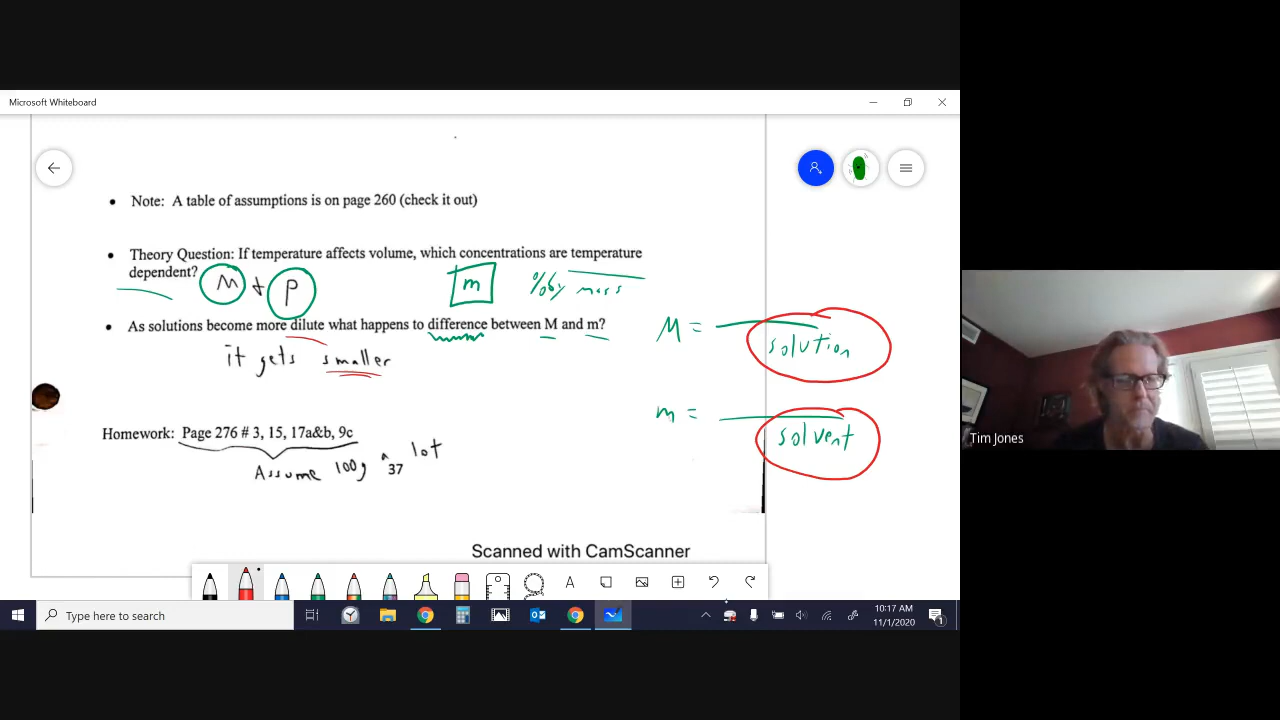 Microsoft Whiteboard
• Note: A table of assumptions is on page 260 (check it out)
• Theory Question: If temperature affects volume, which concentrations are temperature
dependent? M + P m % by mass
• As solutions become more dilute what happens to difference between M and m?
it gets smaller
M = solution
m = solvent
Homework: Page 276 # 3, 15, 17a&b, 9c
Assume 100g a lot
37
Tim Jones
Scanned with CamScanner
Type here to search
10:17 AM
11/1/2020
1